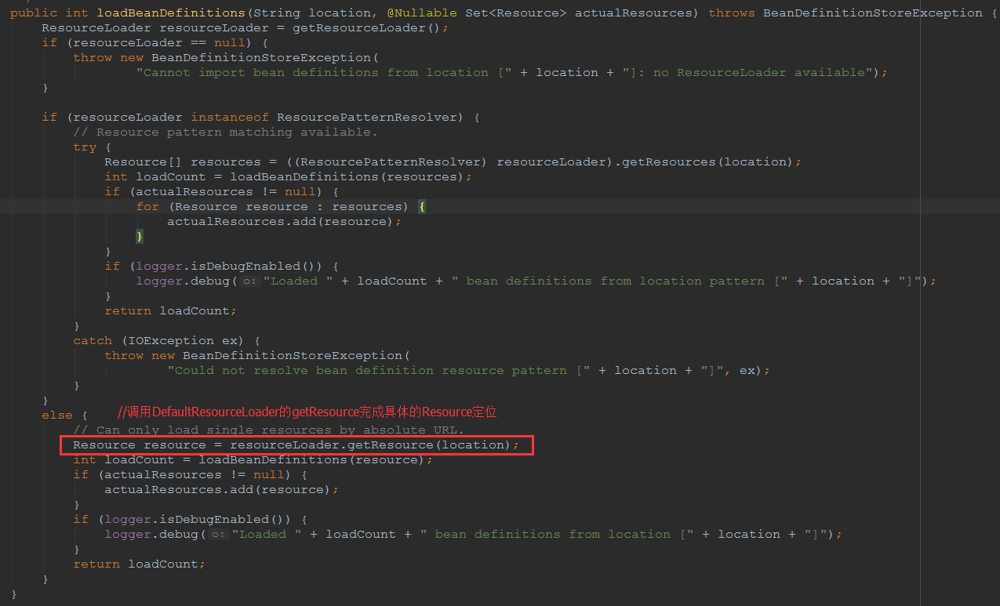 public int loadBeanDefinitions(String location, @Nullable Set<Resource> actualResources) throws BeanDefinitionStoreException {
ResourceLoader resourceLoader = getResourceLoader();
if (resourceLoader == null) {
throw new BeanDefinitionStoreException(
"Cannot import bean definitions from location [" + location + "]: no ResourceLoader available");
}
if (resourceLoader instanceof ResourcePatternResolver) {
// Resource pattern matching available.
try {
Resource[] resources = ((ResourcePatternResolver) resourceLoader).getResources(location);
int loadCount = loadBeanDefinitions(resources);
if (actualResources != null) {
for (Resource resource : resources) {
actualResources.add(resource);
}
}
if (logger.isDebugEnabled()) {
logger.debug( o: "Loaded " + loadCount + " bean definitions from location pattern [" + location + "]");
}
return loadCount;
}
catch (IOException ex) {
throw new BeanDefinitionStoreException(
"Could not resolve bean definition resource pattern [" + location + "]", ex);
}
}
else { //调用DefaultResourceLoader的getResource完成具体的Resource定位
// Can only load single resources by absolute URL.
Resource resource = resourceLoader.getResource(location);
int loadCount = loadBeanDefinitions(resource);
if (actualResources != null) {
actualResources.add(resource);
}
if (logger.isDebugEnabled()) {
logger.debug( o: "Loaded " + loadCount + " bean definitions from location [" + location + "]");
}
return loadCount;
}
}